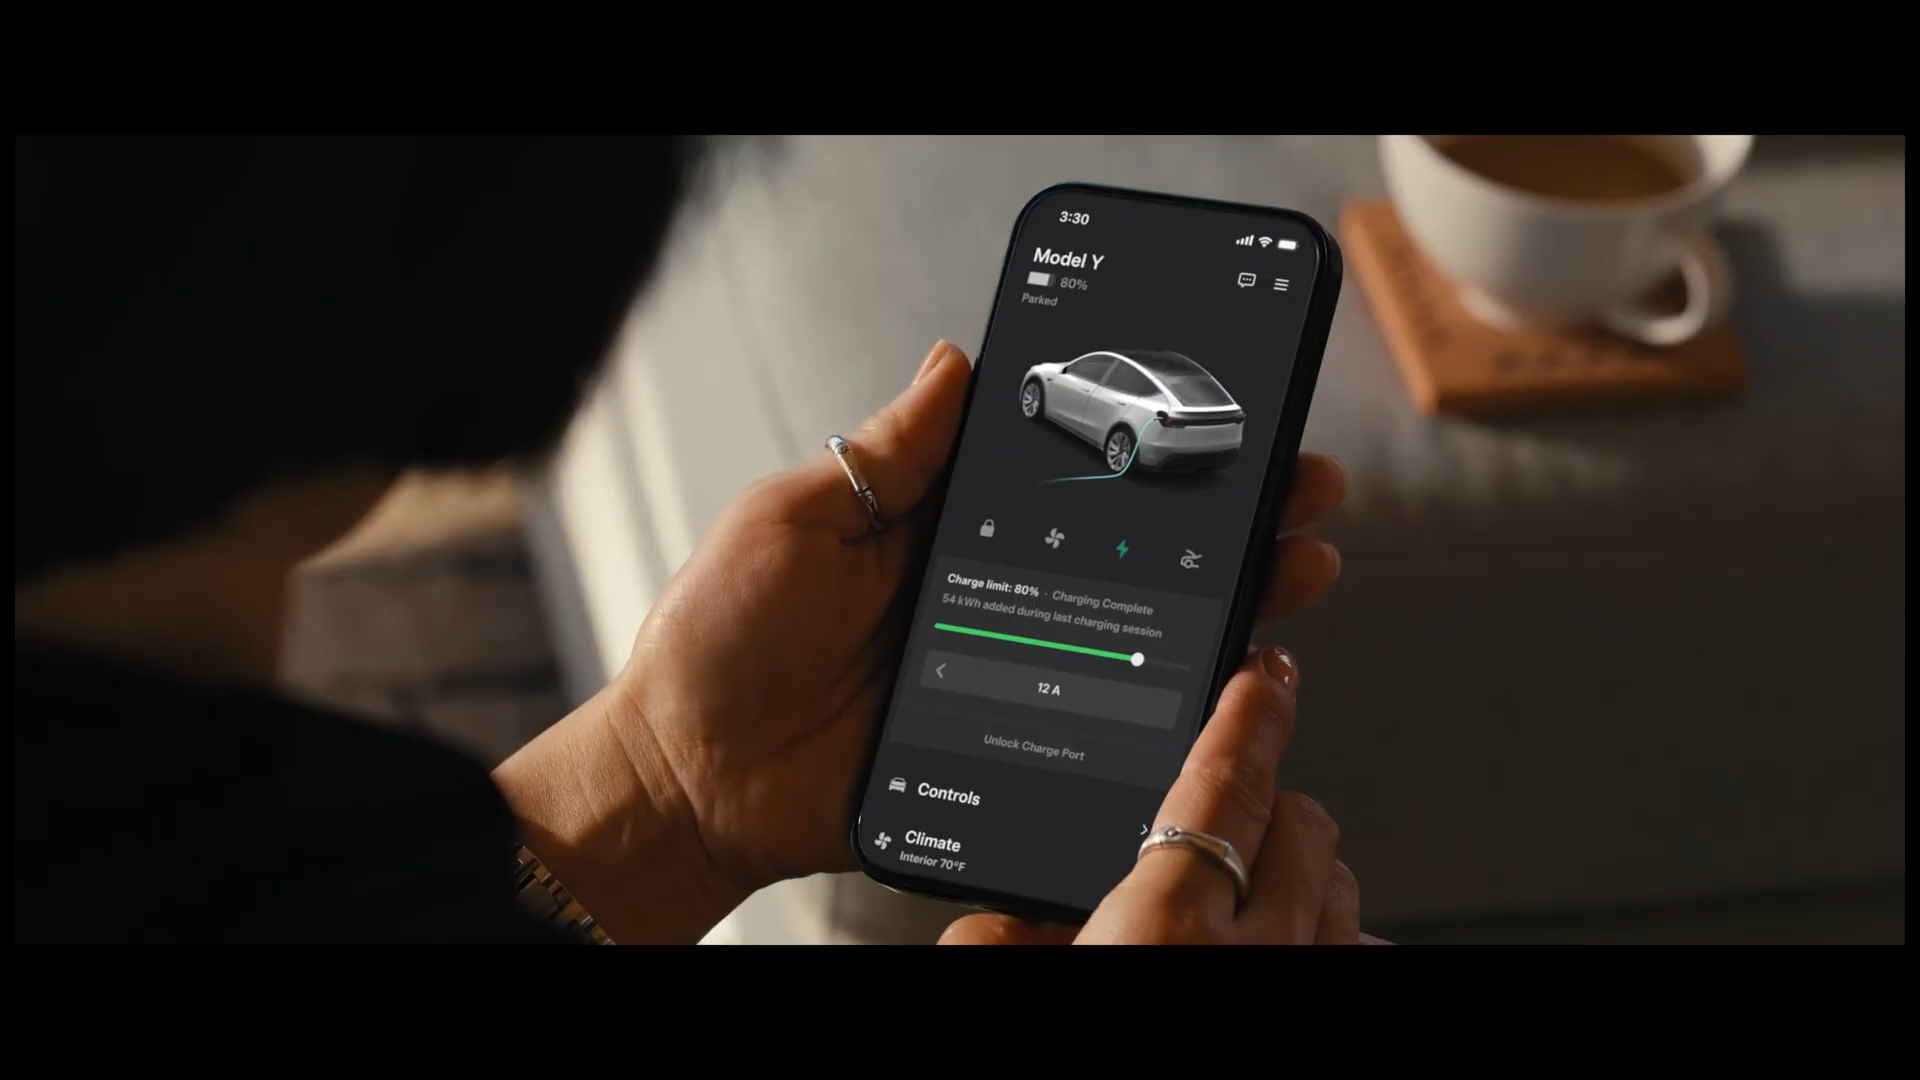 3:30
Model Y
80%
Parked
Charge limit: 80% · Charging Complete
54 kWh added during last charging session
12 A
Unlock Charge Port
Controls
Climate
Interior 70°F